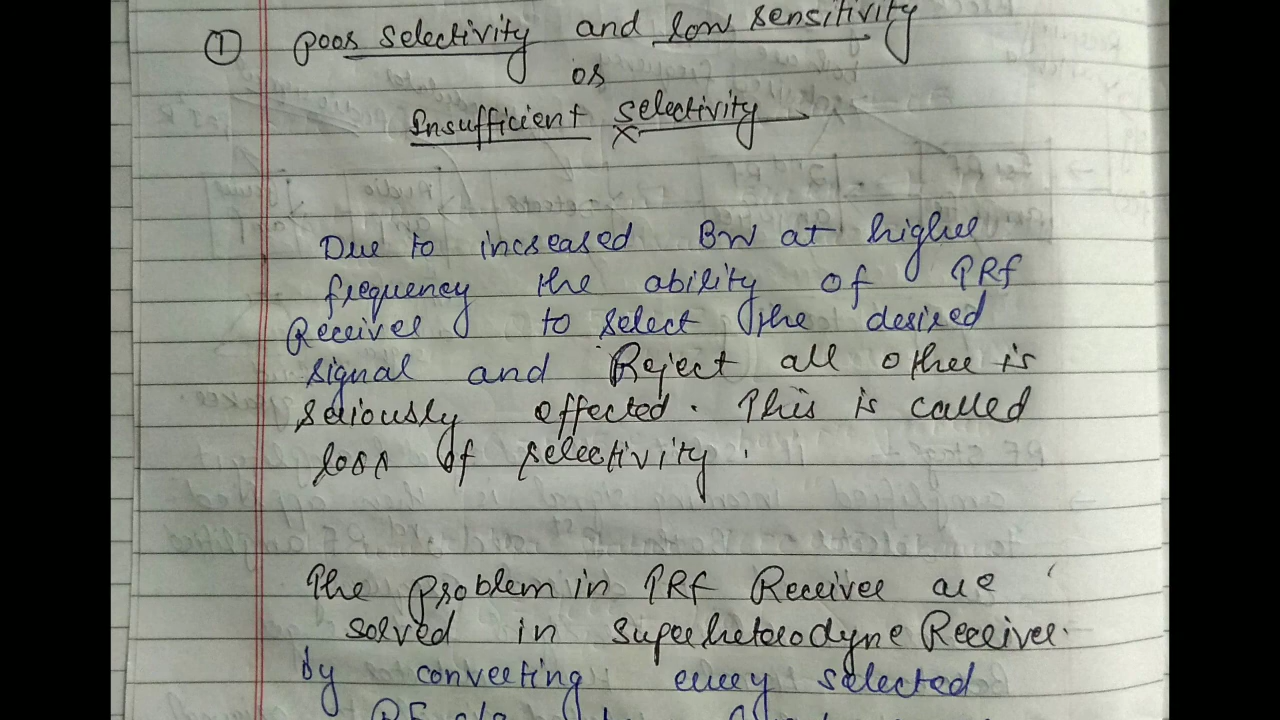 ① poor selectivity and low sensitivity
or
Insufficient selectivity
Due to increased BW at higher
frequency the ability of TRf
Receiver to select the desired
signal and Reject all other is
seriously effected. This is called
loss of selectivity.
The problem in TRf Receiver are
solved in superheterodyne Receiver.
by converting every selected
RF